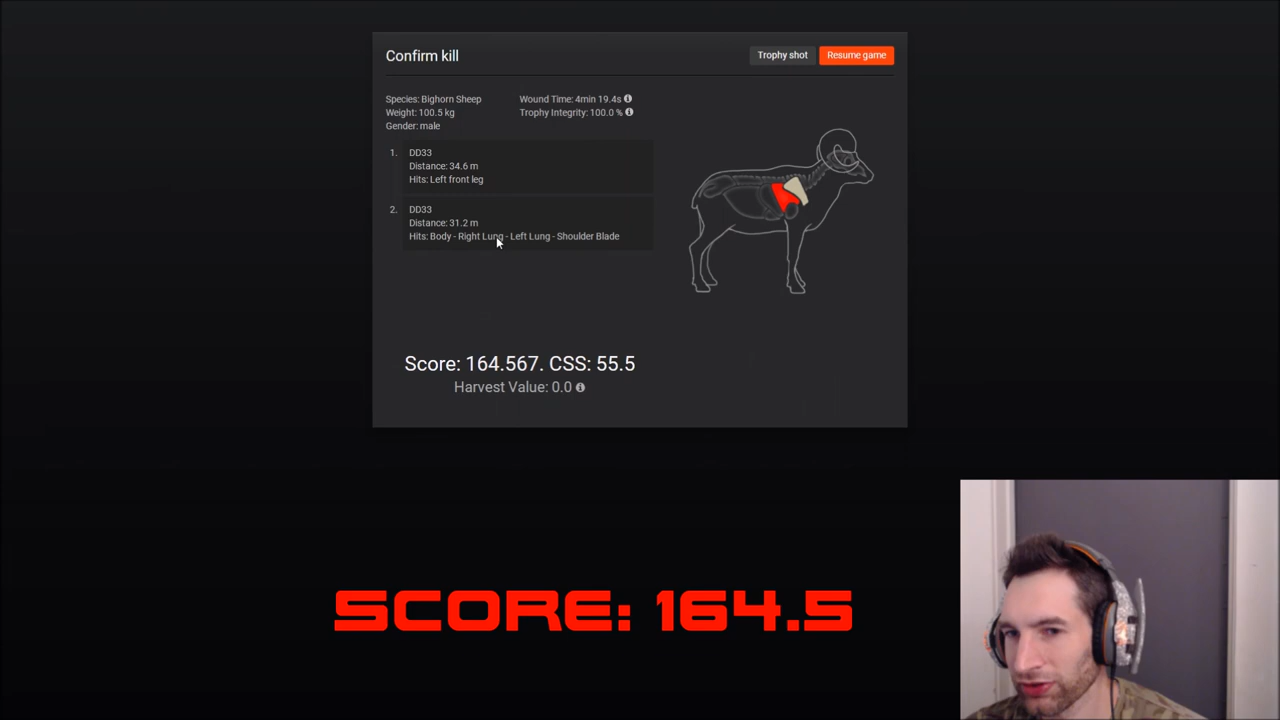 Confirm kill
Trophy shot
Resume game
Species: Bighorn Sheep
Weight: 100.5 kg
Gender: male
Wound Time: 4min 19.4s
Trophy Integrity: 100.0 %
1.
DD33
Distance: 34.6 m
Hits: Left front leg
2.
DD33
Distance: 31.2 m
Hits: Body - Right Lung - Left Lung - Shoulder Blade
Score: 164.567. CSS: 55.5
Harvest Value: 0.0
SCORE: 164.5